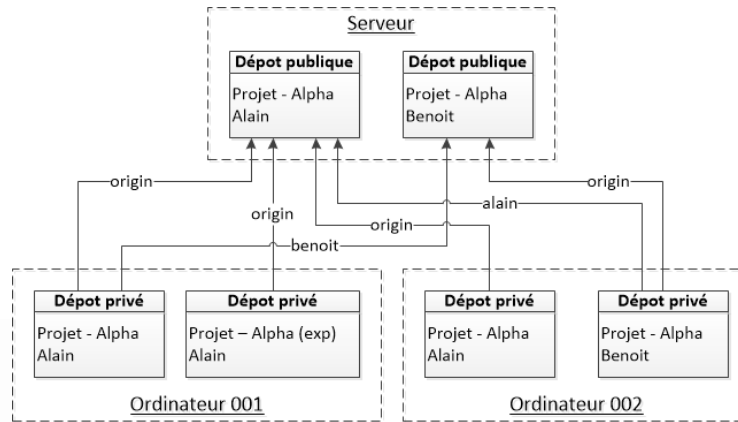 Serveur
Dépot publique
Projet - Alpha
Alain
Dépot publique
Projet - Alpha
Benoit
origin
origin
benoit
origin
alain
origin
Dépot privé
Projet - Alpha
Alain
Dépot privé
Projet – Alpha (exp)
Alain
Ordinateur 001
Dépot privé
Projet - Alpha
Alain
Dépot privé
Projet - Alpha
Benoit
Ordinateur 002